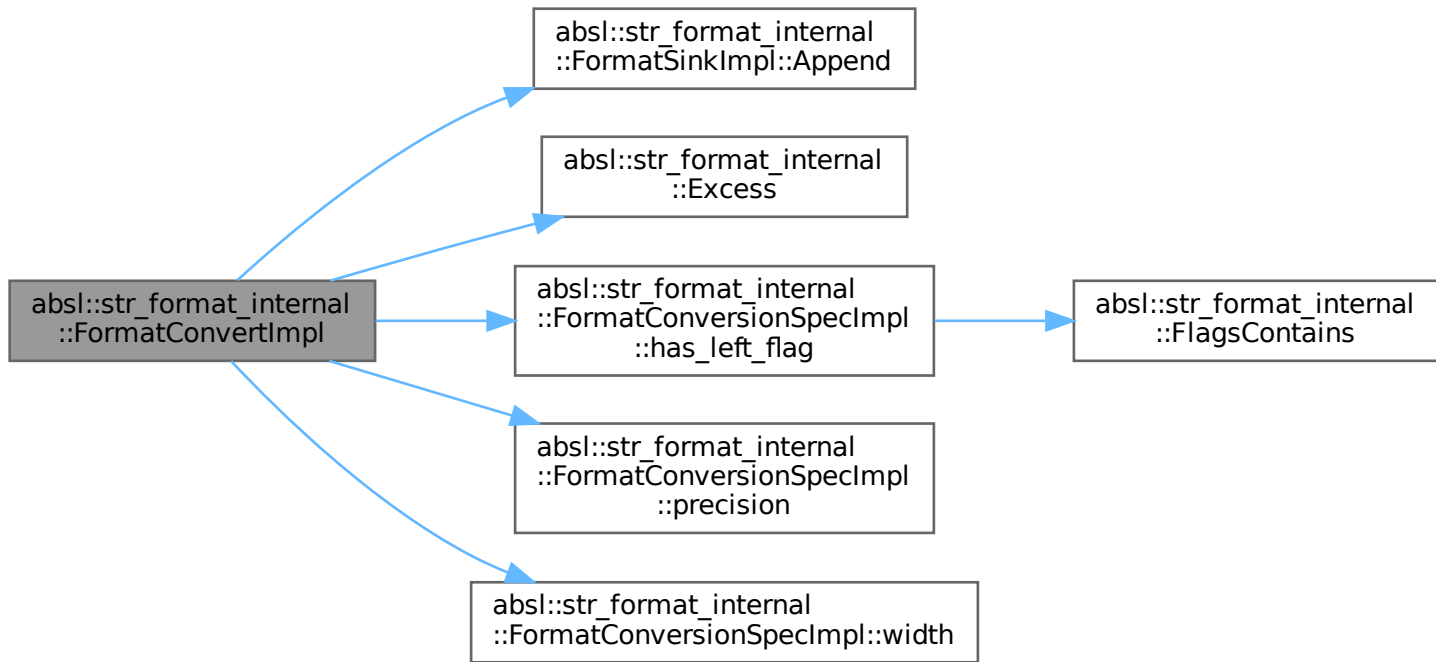 absl::str_format_internal
::FormatSinkImpl::Append
absl::str_format_internal
::Excess
absl::str_format_internal
::FormatConvertImpl
absl::str_format_internal
::FormatConversionSpecImpl
::has_left_flag
absl::str_format_internal
::FlagsContains
absl::str_format_internal
::FormatConversionSpecImpl
::precision
absl::str_format_internal
::FormatConversionSpecImpl::width